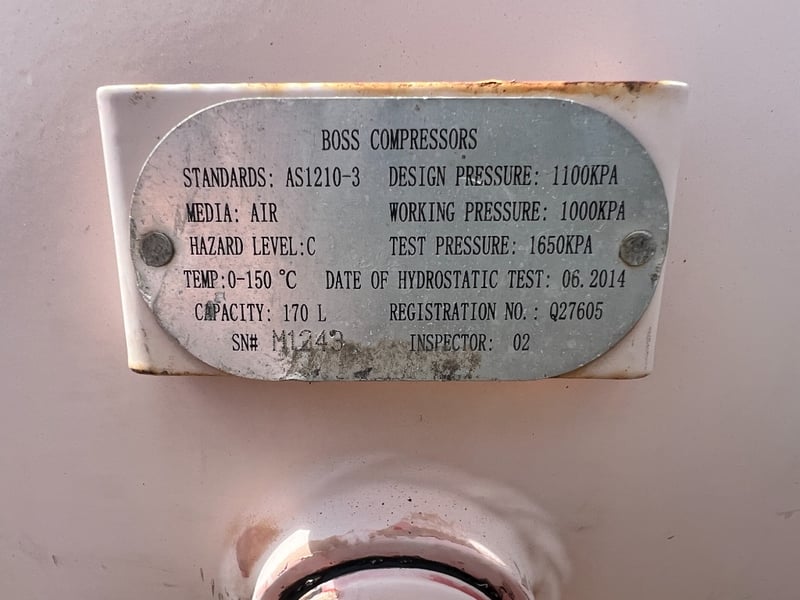 BOSS COMPRESSORS
STANDARDS: AS1210-3 DESIGN PRESSURE: 1100KPA
MEDIA: AIR WORKING PRESSURE: 1000KPA
HAZARD LEVEL:C TEST PRESSURE: 1650KPA
TEMP:0-150 °C DATE OF HYDROSTATIC TEST: 06.2014
CAPACITY: 170 L REGISTRATION NO.: Q27605
SN# M1243 INSPECTOR: 02